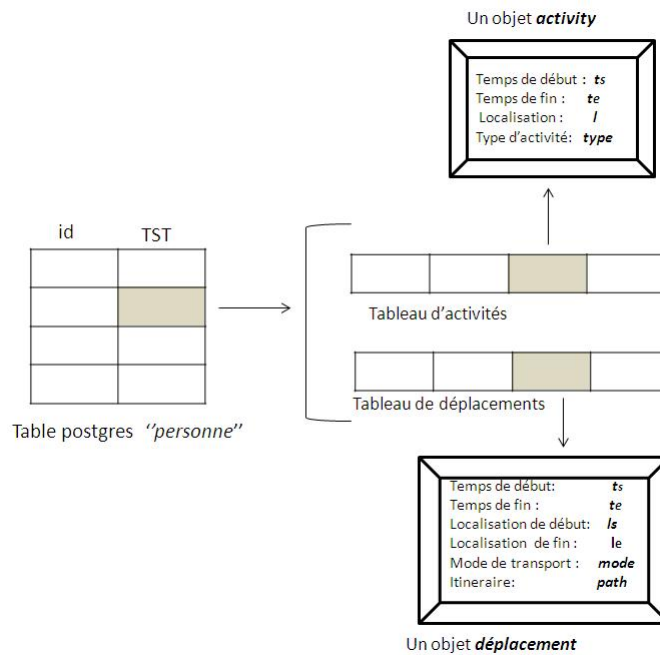 Un objet activity
Temps de début : ts
Temps de fin : te
Localisation : l
Type d'activité: type
id TST
Tableau d'activités
Tableau de déplacements
Table postgres ‘‘personne’’
Temps de début: ts
Temps de fin : te
Localisation de début: ls
Localisation de fin : le
Mode de transport : mode
Itineraire: path
Un objet déplacement